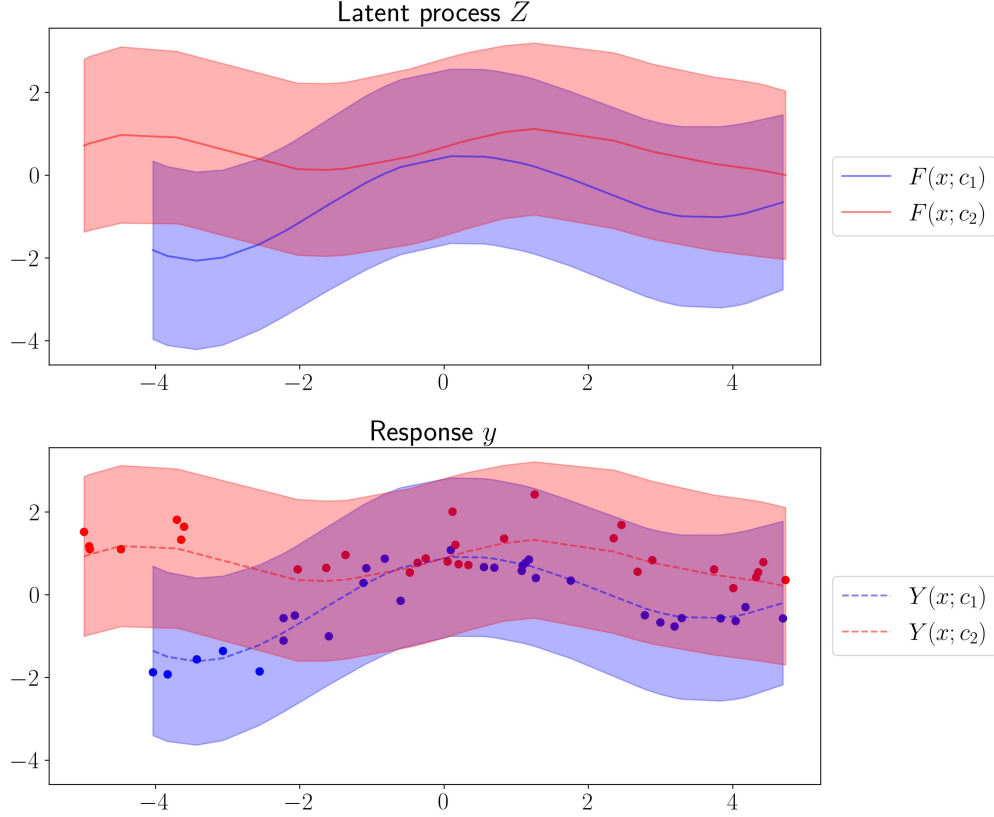 Latent process Z
2
0
−2
−4
−4 −2 0 2 4
F(x; c₁)
F(x; c₂)
Response y
2
0
−2
−4
−4 −2 0 2 4
Y(x; c₁)
Y(x; c₂)